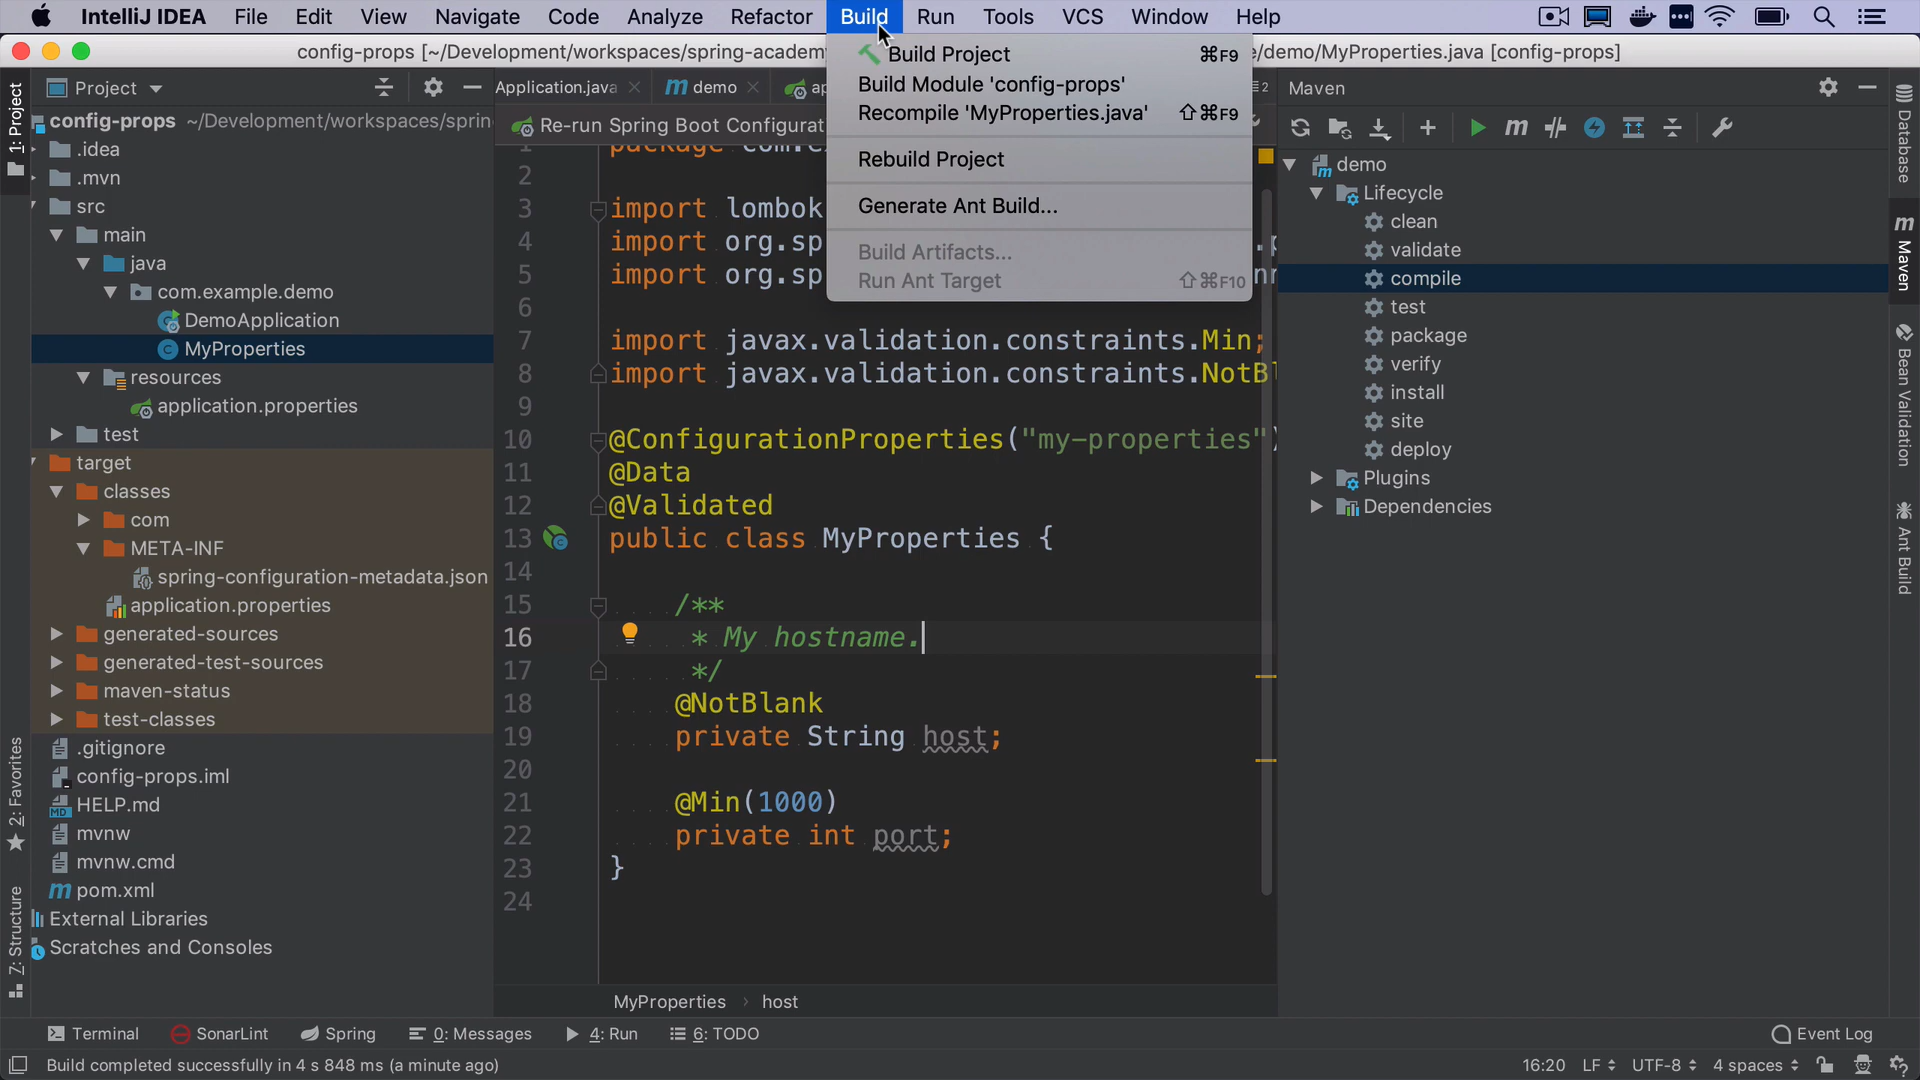 IntelliJ IDEA File Edit View Navigate Code Analyze Refactor Build Run Tools VCS Window Help
config-props [~/Development/workspaces/spring-academ
e/demo/MyProperties.java [config-props]
Build Project ⌘F9
Build Module 'config-props'
Recompile 'MyProperties.java' ⇧⌘F9
Rebuild Project
Generate Ant Build...
Build Artifacts...
Run Ant Target ⇧⌘F10
1: Project
2: Favorites
Z: Structure
Project
config-props ~/Development/workspaces/sprin
.idea
.mvn
src
main
java
com.example.demo
DemoApplication
MyProperties
resources
application.properties
test
target
classes
com
META-INF
spring-configuration-metadata.json
application.properties
generated-sources
generated-test-sources
maven-status
test-classes
.gitignore
config-props.iml
HELP.md
mvnw
mvnw.cmd
pom.xml
External Libraries
Scratches and Consoles
Application.java m demo ap
2
Re-run Spring Boot Configurat
1 package com.e
2
3 import lombok
4 import org.sp
5 import org.sp
6
7 import javax.validation.constraints.Min;
8 import javax.validation.constraints.NotBl
9
10 @ConfigurationProperties("my-properties")
11 @Data
12 @Validated
13 public class MyProperties {
14
15 /**
16 * My hostname.
17 */
18 @NotBlank
19 private String host;
20
21 @Min(1000)
22 private int port;
23 }
24
MyProperties › host
Maven
demo
Lifecycle
clean
validate
compile
test
package
verify
install
site
deploy
Plugins
Dependencies
Database
Maven
Bean Validation
Ant Build
Terminal SonarLint Spring 0: Messages 4: Run 6: TODO Event Log
Build completed successfully in 4 s 848 ms (a minute ago) 16:20 LF UTF-8 4 spaces